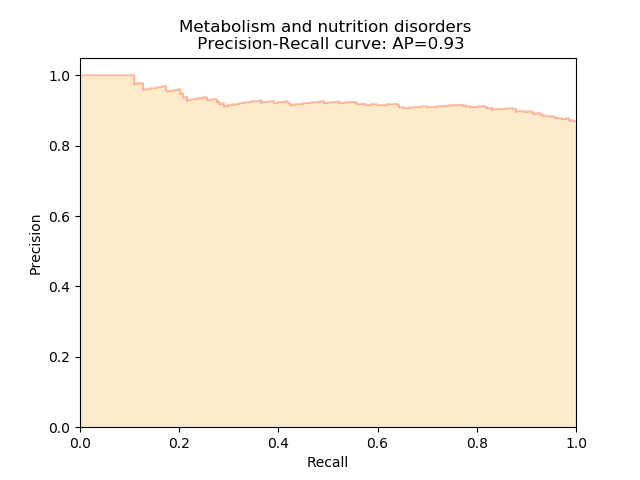 Metabolism and nutrition disorders
Precision-Recall curve: AP=0.93
1.0
0.8
0.6
0.4
0.2
0.0
Precision
0.0 0.2 0.4 0.6 0.8 1.0
Recall